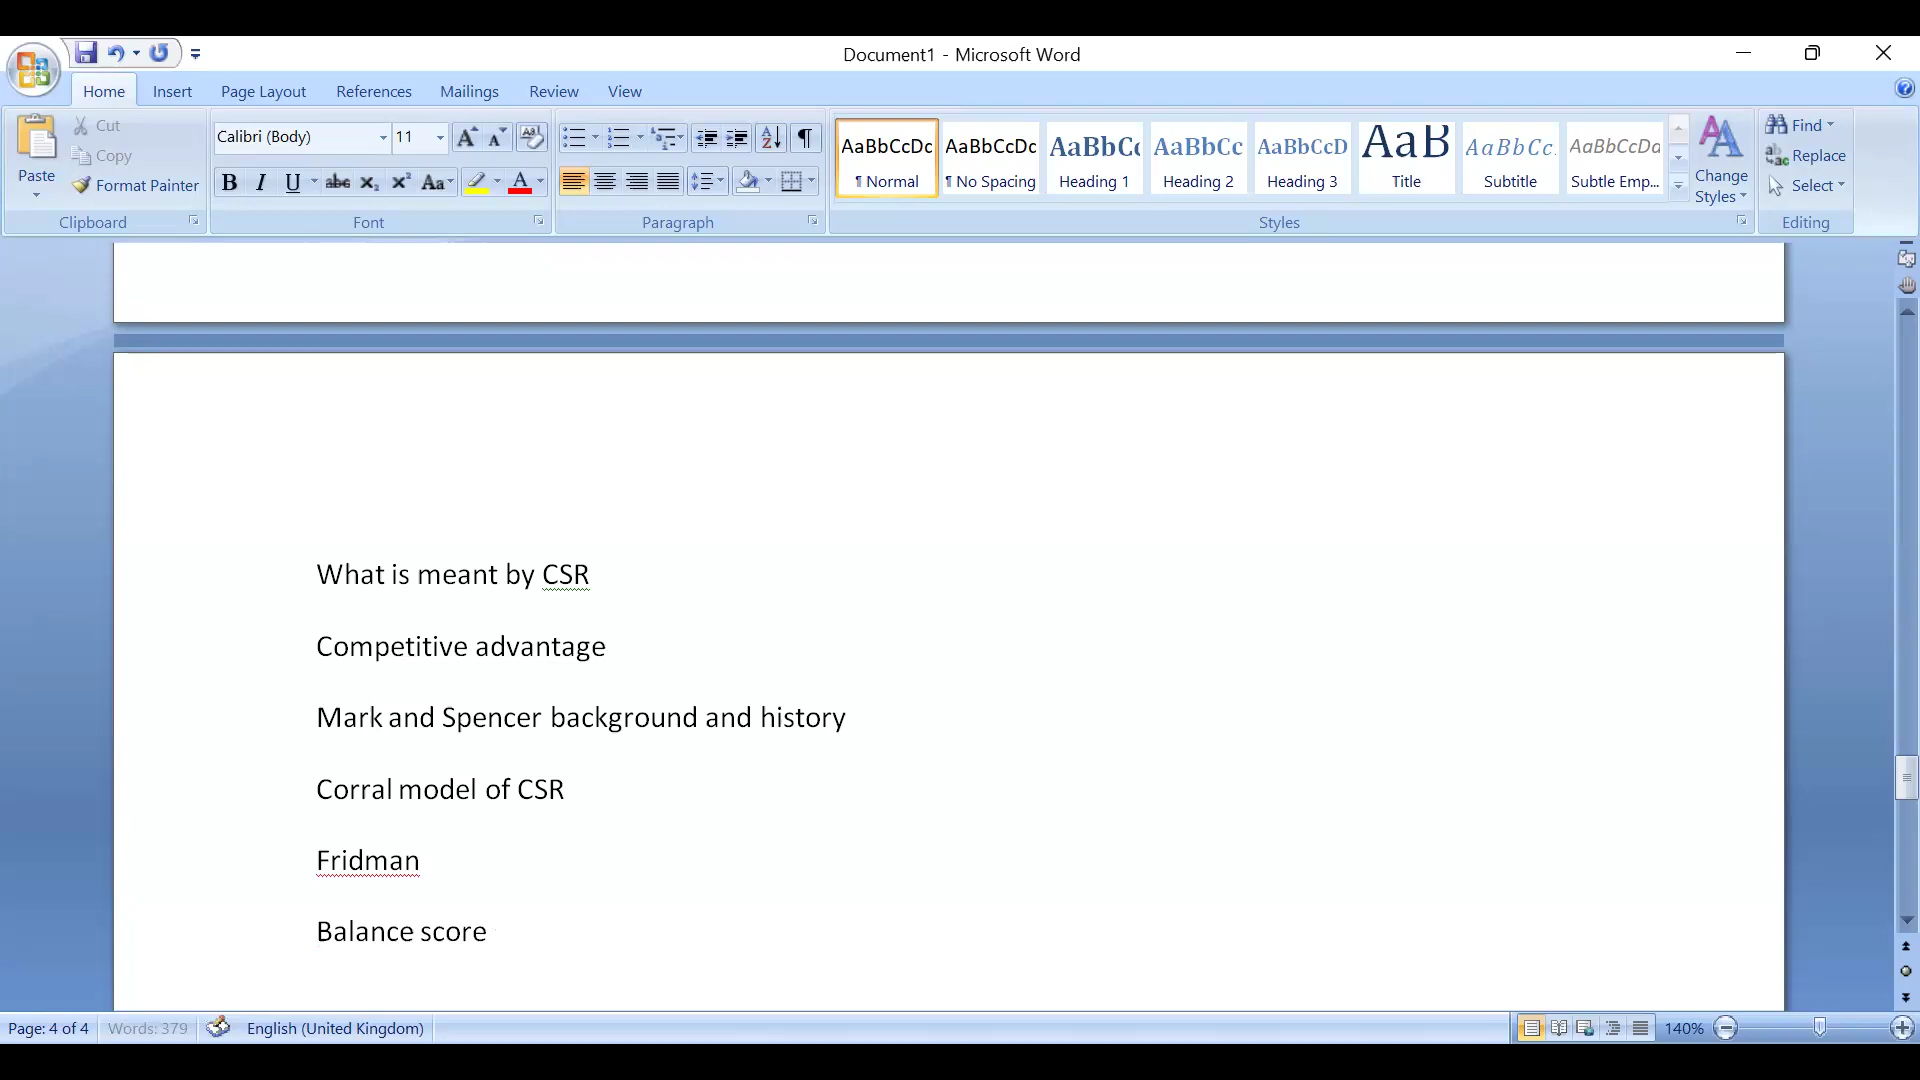 Document1 - Microsoft Word
Home Insert Page Layout References Mailings Review View
Paste
Cut
Copy
Format Painter
Clipboard
Calibri (Body) 11
B I U abc x₂ x² Aa
Font
Paragraph
AaBbCcDc AaBbCcDc AaBbCc AaBbCc AaBbCcD AaB AaBbCc. AaBbCcDa
¶ Normal ¶ No Spacing Heading 1 Heading 2 Heading 3 Title Subtitle Subtle Emp...
Change Styles
Styles
Find
Replace
Select
Editing
What is meant by CSR
Competitive advantage
Mark and Spencer background and history
Corral model of CSR
Fridman
Balance score
Page: 4 of 4 Words: 379 English (United Kingdom) 140%